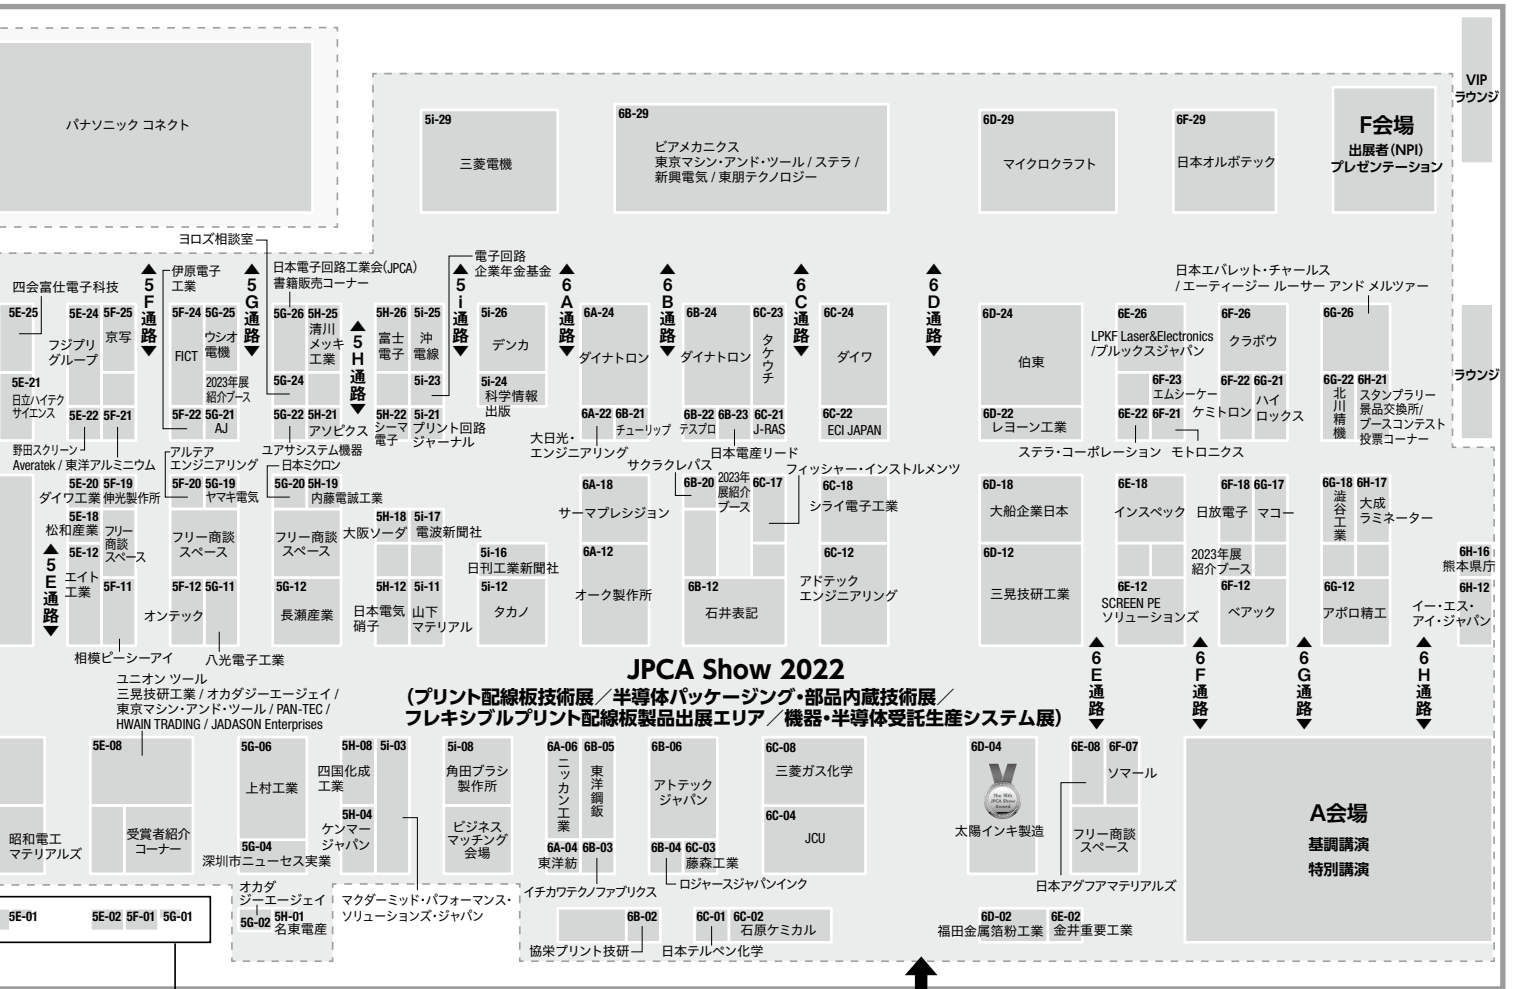 パナソニック コネクト
5i-29
三菱電機
6B-29
ビアメカニクス
東京マシン・アンド・ツール / ステラ /
新興電気 / 東朋テクノロジー
6D-29
マイクロクラフト
6F-29
日本オルボテック
F会場
出展者(NPI)
プレゼンテーション
VIP
ラウンジ
ラウンジ
ヨロズ相談室
四会富仕電子科技
5E-25
5E-24
フジプリ
グループ
5F-25
京写
5F通路
伊原電子
工業
5F-24
FICT
5G-25
ウシオ
電機
5G通路
日本電子回路工業会(JPCA)
書籍販売コーナー
5G-26
5H-25
清川
メッキ
工業
5H通路
5H-26
富士
電子
5i-25
沖
電線
電子回路
企業年金基金
5i通路
5i-26
デンカ
6A通路
6A-24
ダイナトロン
6B通路
6B-24
ダイナトロン
6C-23
タケウチ
6C通路
6C-24
ダイワ
6D通路
6D-24
伯東
6E-26
LPKF Laser&Electronics
/プルックスジャパン
6F-26
クラボウ
日本エバレット・チャールス
/ エーティージー ルーサー アンド メルツァー
6G-26
5E-21
日立ハイテク
サイエンス
2023年展
紹介ブース
5G-24
5i-23
5i-24
科学情報
出版
6F-23
エムシーケー
6F-22
ケミトロン
6G-21
ハイ
ロックス
6G-22
北川精機
6H-21
スタンプラリー
景品交換所/
ブースコンテスト
投票コーナー
5E-22
5F-21
野田スクリーン
Averatek / 東洋アルミニウム
5F-22
5G-21
AJ
5G-22
ユアサシステム機器
5H-21
アソピクス
5H-22
シーマ
電子
5i-21
プリント回路
ジャーナル
6A-22
大日光・
エンジニアリング
6B-21
チューリップ
6B-22
テスプロ
6B-23
日本電産リード
6C-21
J-RAS
6C-22
ECI JAPAN
6D-22
レヨーン工業
6E-22
ステラ・コーポレーション
6F-21
モトロニクス
アルテア
エンジニアリング
日本ミクロン
サクラクレパス
フィッシャー・インストルメンツ
5E-20
ダイワ工業
5F-19
伸光製作所
5F-20
5G-19
ヤマキ電気
5G-20
5H-19
内藤電誠工業
6A-18
サーマプレシジョン
6B-20
2023年
展紹介
ブース
6C-17
6C-18
シライ電子工業
6D-18
大船企業日本
6E-18
インスペック
6F-18
日放電子
6G-17
マコー
6G-18
澁谷工業
6H-17
大成
ラミネーター
5E-18
松和産業
フリー
商談
スペース
フリー商談
スペース
フリー商談
スペース
5H-18
大阪ソーダ
5i-17
電波新聞社
5E通路
5E-12
エイト
工業
5i-16
日刊工業新聞社
6A-12
オーク製作所
6C-12
アドテック
エンジニアリング
6D-12
三晃技研工業
2023年展
紹介ブース
6H-16
熊本県庁
5F-11
相模ピーシーアイ
5F-12
オンテック
5G-11
八光電子工業
5G-12
長瀬産業
5H-12
日本電気
硝子
5i-11
山下
マテリアル
5i-12
タカノ
6B-12
石井表記
6E-12
SCREEN PE
ソリューションズ
6F-12
ベアック
6G-12
アポロ精工
6H-12
イー・エス・
アイ・ジャパン
JPCA Show 2022
(プリント配線板技術展／半導体パッケージング・部品内蔵技術展／
フレキシブルプリント配線板製品出展エリア／機器・半導体受託生産システム展)
6E通路
6F通路
6G通路
6H通路
ユニオン ツール
三晃技研工業 / オカダジーエージェイ /
東京マシン・アンド・ツール / PAN-TEC /
HWAIN TRADING / JADASON Enterprises
5E-08
5G-06
上村工業
5H-08
四国化成
工業
5i-03
5i-08
角田ブラシ
製作所
6A-06
ニッカン工業
6B-05
東洋鋼鈑
6B-06
アトテック
ジャパン
6C-08
三菱ガス化学
6D-04
The 18th
JPCA Show
Award
太陽インキ製造
6E-08
6F-07
ソマール
昭和電工
マテリアルズ
受賞者紹介
コーナー
5G-04
深圳市ニューセス実業
5H-04
ケンマー
ジャパン
ビジネス
マッチング
会場
6A-04
東洋紡
6B-03
イチカワテクノファブリクス
6B-04
ロジャースジャパンインク
6C-03
藤森工業
6C-04
JCU
フリー商談
スペース
日本アグフアマテリアルズ
A会場
基調講演
特別講演
オカダ
ジーエージェイ
5G-02
5H-01
名東電産
マクダーミッド・パフォーマンス・
ソリューションズ・ジャパン
5E-01
5E-02
5F-01
5G-01
6B-02
協栄プリント技研
6C-01
日本テルペン化学
6C-02
石原ケミカル
6D-02
福田金属箔粉工業
6E-02
金井重要工業